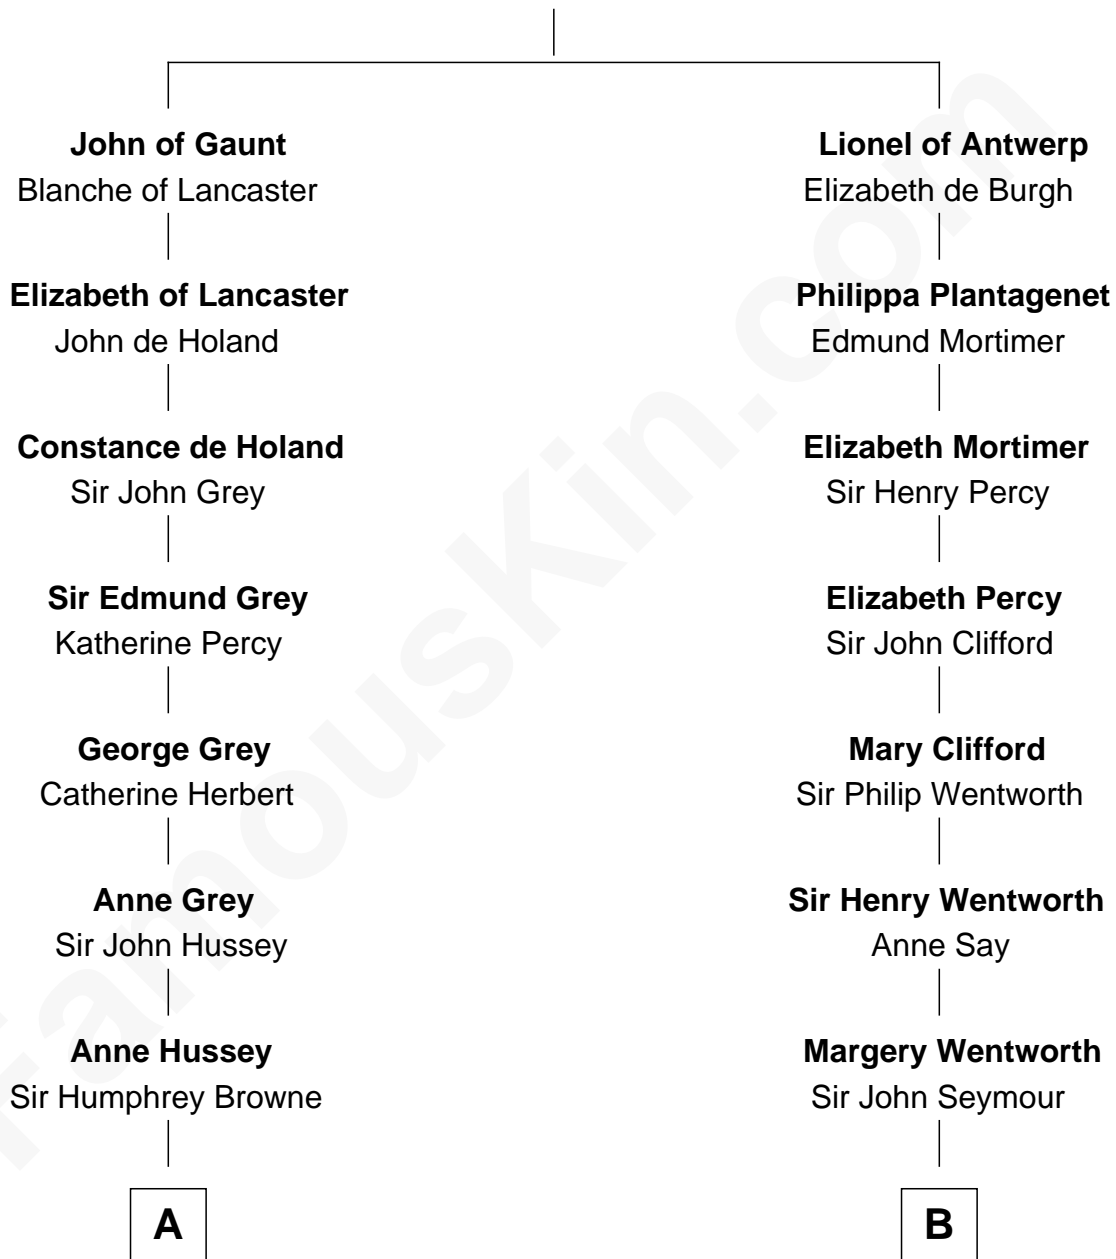 John of Gaunt
Blanche of Lancaster
Elizabeth of Lancaster
John de Holand
Constance de Holand
Sir John Grey
Sir Edmund Grey
Katherine Percy
George Grey
Catherine Herbert
Anne Grey
Sir John Hussey
Anne Hussey
Sir Humphrey Browne
A
Lionel of Antwerp
Elizabeth de Burgh
Philippa Plantagenet
Edmund Mortimer
Elizabeth Mortimer
Sir Henry Percy
Elizabeth Percy
Sir John Clifford
Mary Clifford
Sir Philip Wentworth
Sir Henry Wentworth
Anne Say
Margery Wentworth
Sir John Seymour
B
FamousKin.com